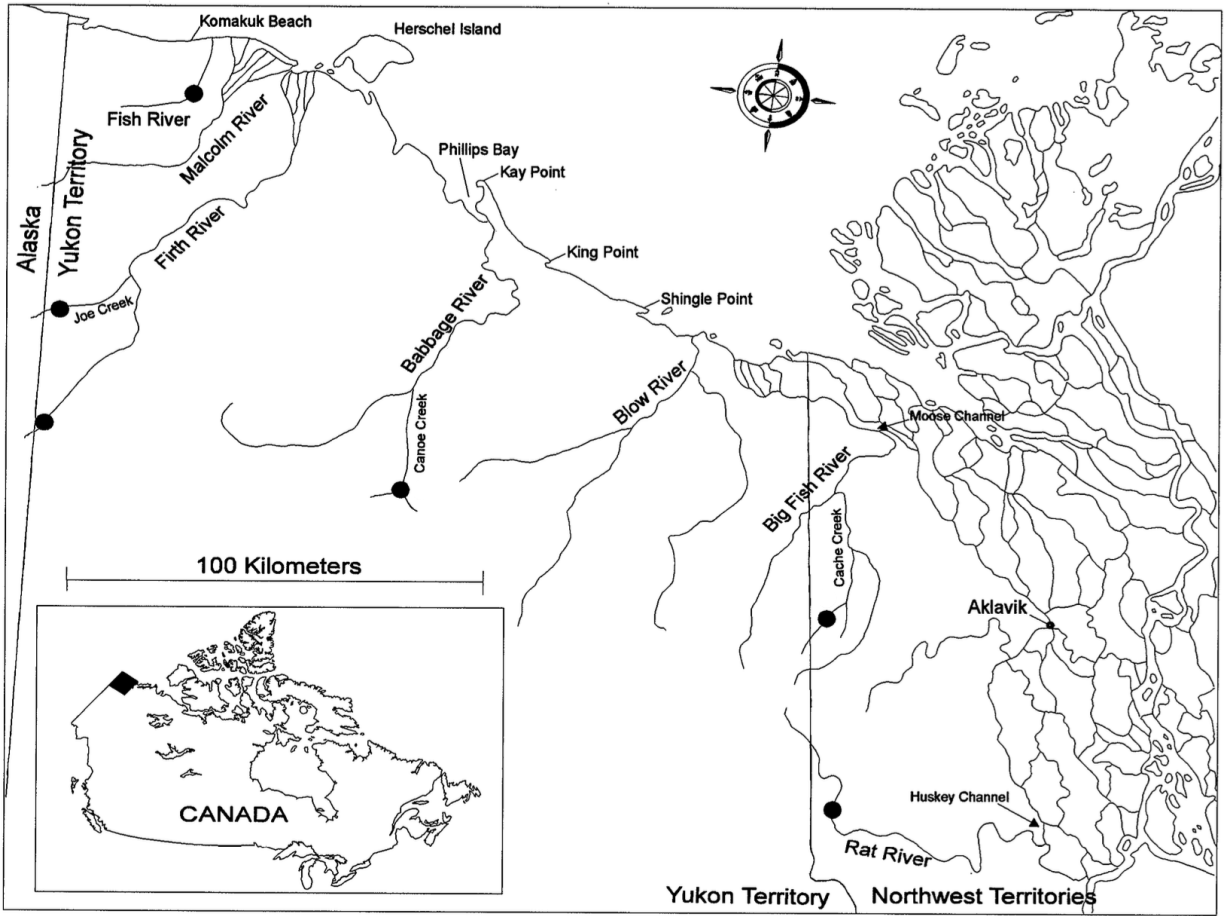 Komakuk Beach
Herschel Island
Fish River
Malcolm River
Phillips Bay
Kay Point
Alaska
Yukon Territory
Firth River
King Point
Joe Creek
Shingle Point
Babbage River
Blow River
Moose Channel
Canoe Creek
Big Fish River
Cache Creek
100 Kilometers
Aklavik
CANADA
Huskey Channel
Rat River
Yukon Territory
Northwest Territories